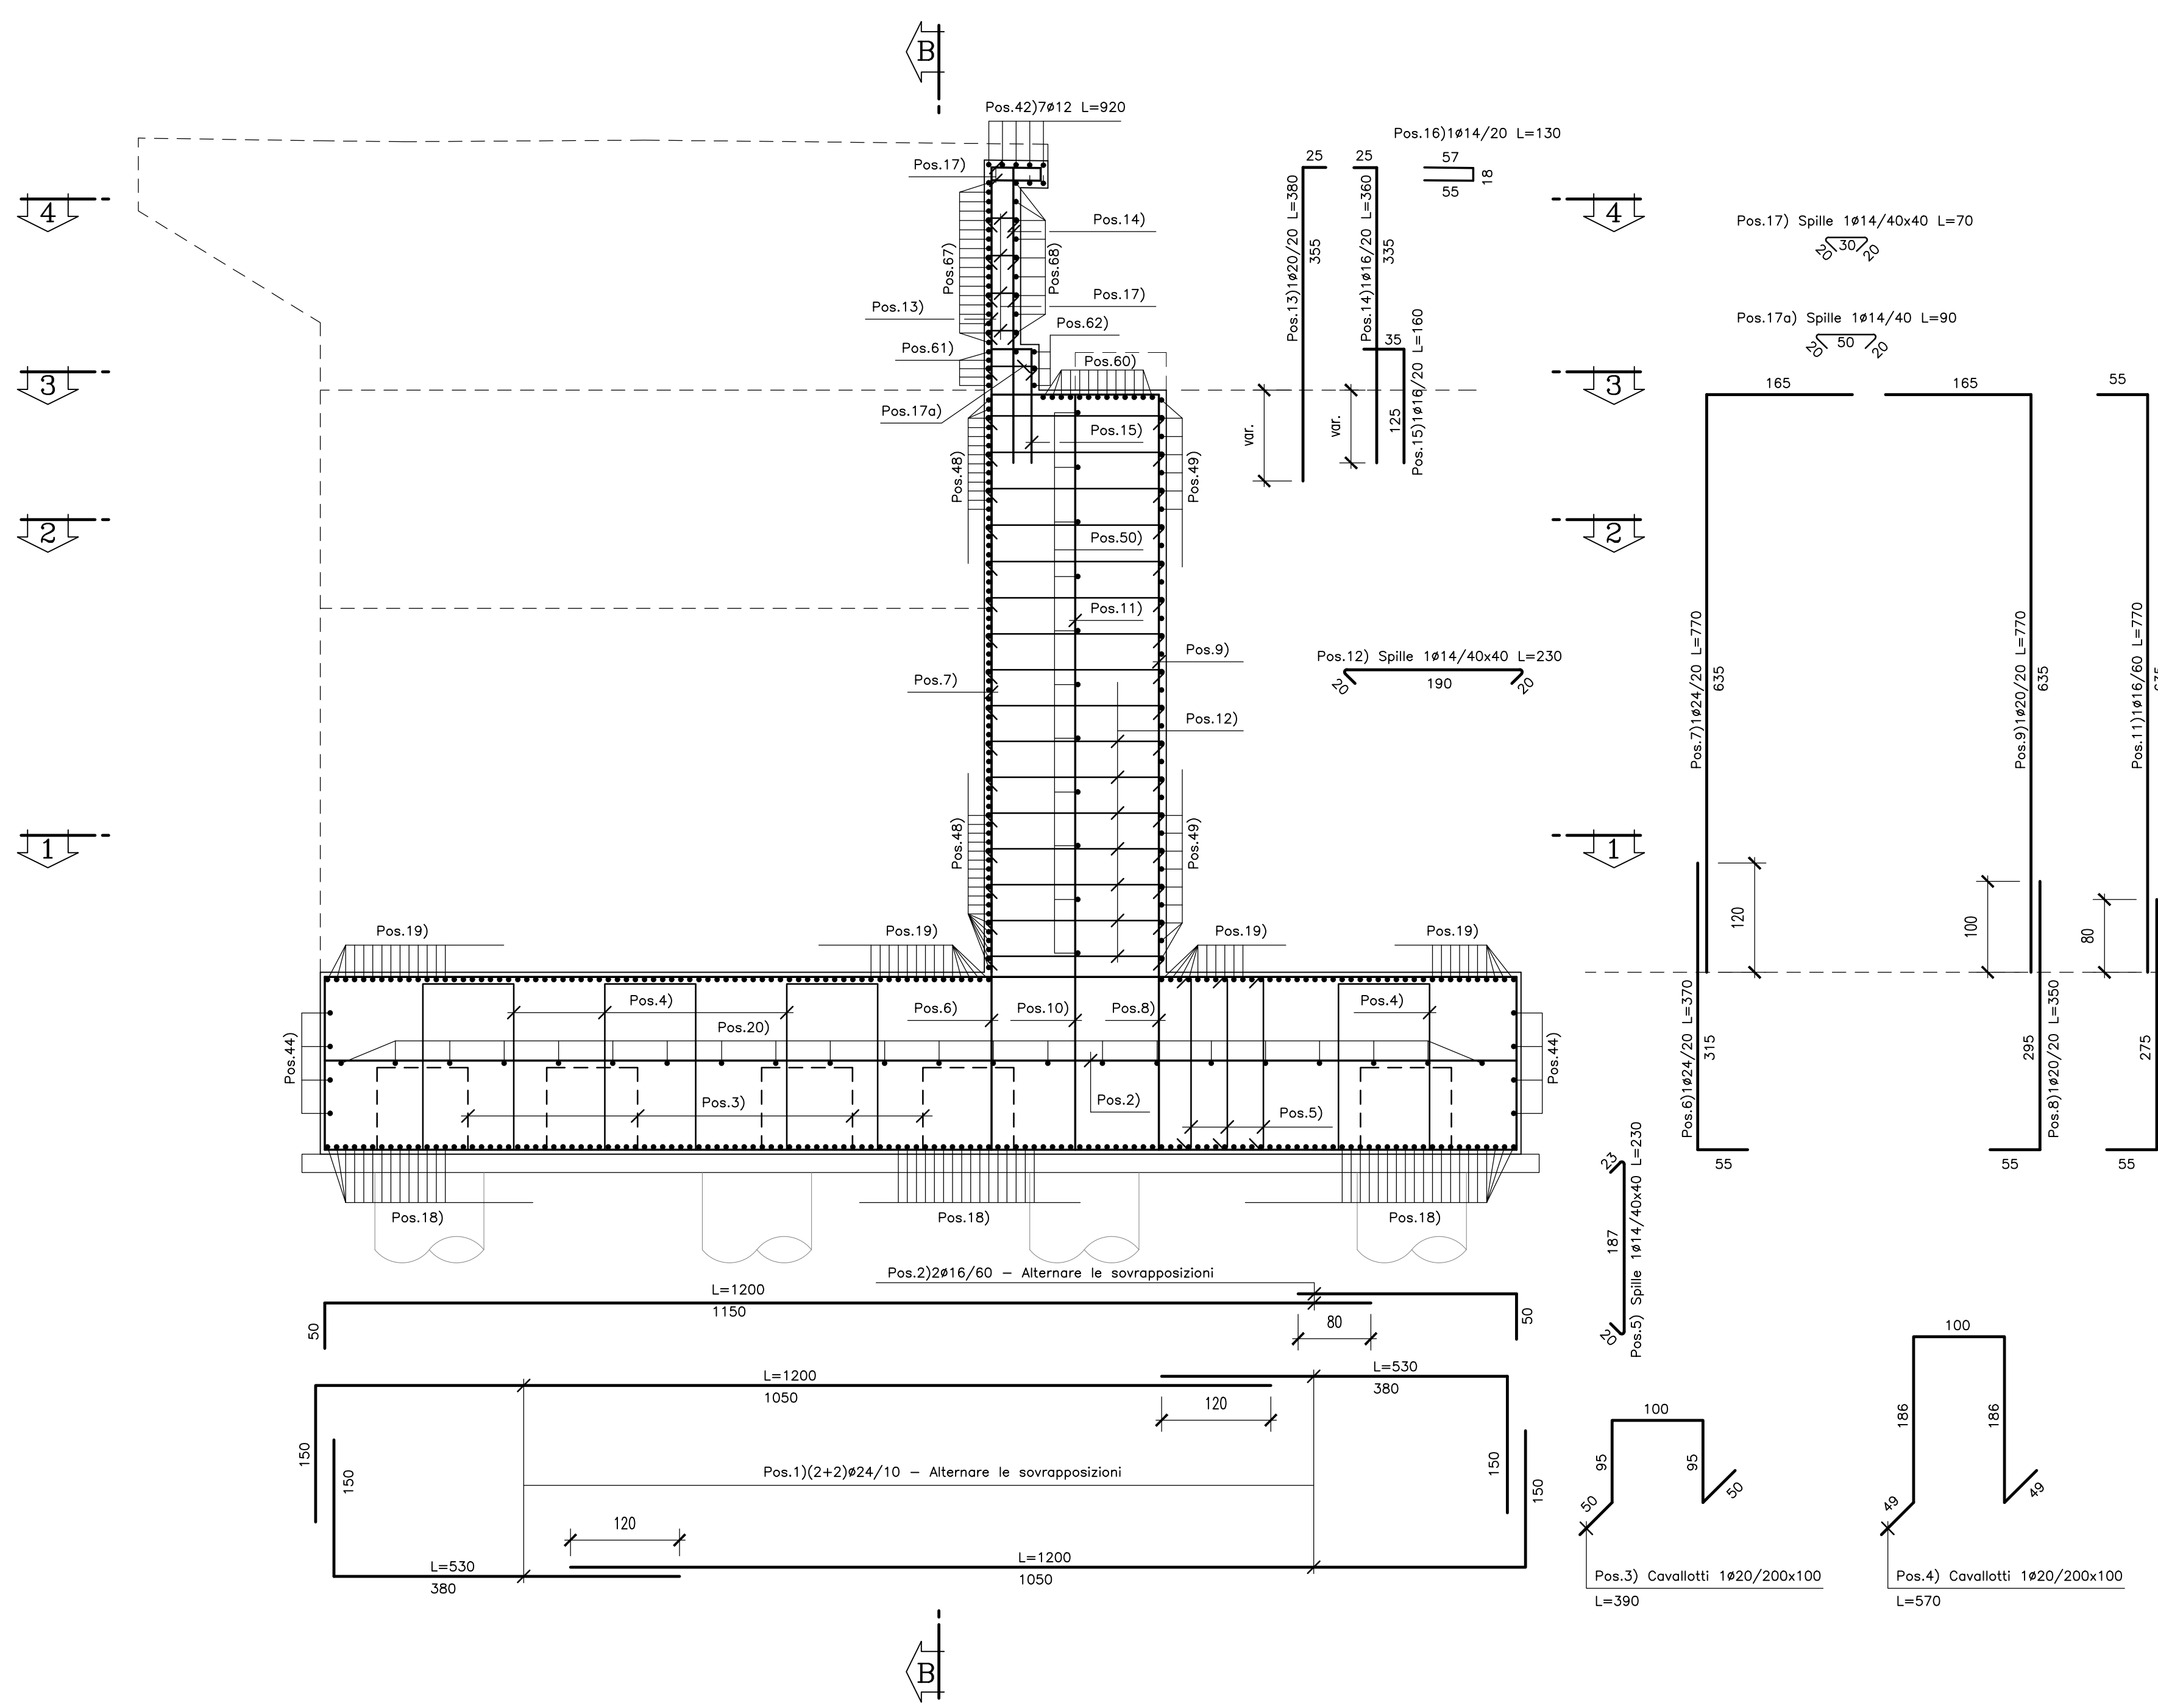 B
Pos.42)7ø12 L=920
Pos.16)1ø14/20 L=130
Pos.17)
25
25
57
18
55
4
4
Pos.14)
Pos.17) Spille 1ø14/40x40 L=70
20
30
20
Pos.67)
Pos.68)
Pos.13)1ø20/20 L=380
355
Pos.14)1ø16/20 L=360
335
Pos.17)
Pos.13)
Pos.62)
Pos.17a) Spille 1ø14/40 L=90
20
50
20
Pos.61)
35
Pos.15)1ø16/20 L=160
125
Pos.60)
3
3
165
165
55
Pos.17a)
Pos.15)
var.
var.
Pos.48)
Pos.49)
2
2
Pos.50)
Pos.11)
Pos.9)
Pos.12) Spille 1ø14/40x40 L=230
20
190
20
Pos.7)
Pos.12)
Pos.7)1ø24/20 L=770
635
Pos.9)1ø20/20 L=770
635
Pos.11)1ø16/60 L=770
635
1
1
Pos.48)
Pos.49)
120
100
80
Pos.19)
Pos.19)
Pos.19)
Pos.19)
Pos.4)
Pos.6)
Pos.10)
Pos.8)
Pos.4)
Pos.20)
Pos.44)
Pos.44)
Pos.3)
Pos.2)
Pos.5)
Pos.6)1ø24/20 L=370
315
295
Pos.8)1ø20/20 L=350
275
55
55
55
Pos.18)
Pos.18)
Pos.18)
23
187
20
Pos.5) Spille 1ø14/40x40 L=230
Pos.2)2ø16/60 – Alternare le sovrapposizioni
L=1200
1150
50
50
80
L=1200
1050
L=530
380
120
150
150
150
150
Pos.1)(2+2)ø24/10 – Alternare le sovrapposizioni
120
L=530
380
L=1200
1050
100
95
95
50
50
Pos.3) Cavallotti 1ø20/200x100
L=390
100
186
186
49
49
Pos.4) Cavallotti 1ø20/200x100
L=570
B